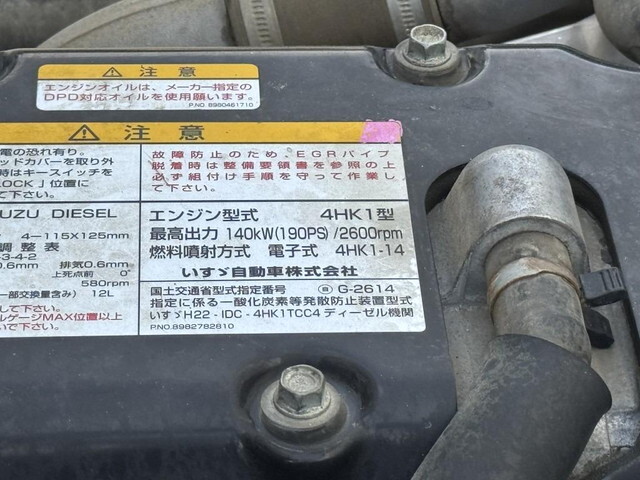 ⚠注意
エンジンオイルは、メーカー指定の
DPD対応オイルを使用願います。
P.NO 8980461710
⚠注意
電の恐れ有り。
ッドカバーを取り外
時はキースイッチを
LOCK」位置に
て下さい。
故障防止のため、EGRパイプ
脱着時は整備要領書を参照の上
必ず組付け手順を守って作業し
て下さい。
UZU DIESEL
4-115X125mm
調整表
-3-4-2
0.6mm 排気0.6mm
上死点前 0°
580rpm
一部交換量含み) 12L
して下さい。
ルゲージMAX位置以上
いで下さい。
エンジン型式 4HK1型
最高出力 140kW(190PS)/2600rpm
燃料噴射方式 電子式 4HK1-14
いすゞ自動車株式会社
国土交通省型式指定番号 G-2614
指定に係る一酸化炭素等発散防止装置型式
いすゞH22-IDC-4HK1TCC4 ディーゼル機関
P.NO.8982782810